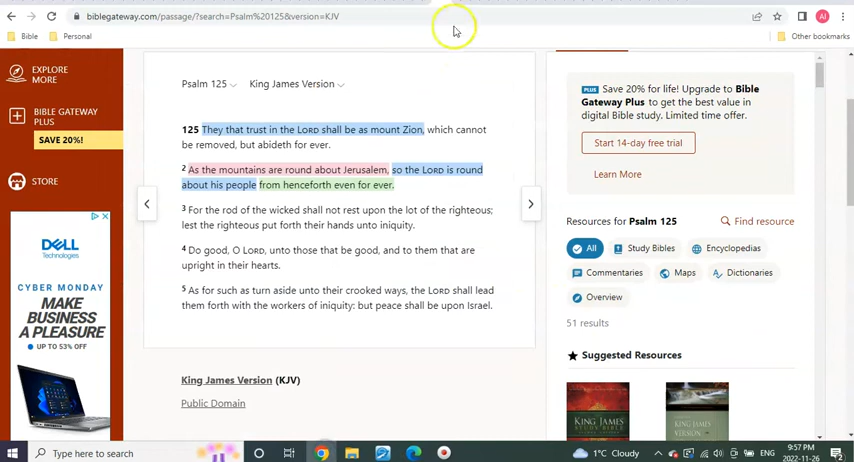 biblegateway.com/passage/?search=Psalm%20125&version=KJV
AI
Bible
Personal
Other bookmarks
EXPLORE
MORE
BIBLE GATEWAY
PLUS
SAVE 20%!
STORE
DELL
Technologies
CYBER MONDAY
MAKE
BUSINESS
A PLEASURE
UP TO 53% OFF
Psalm 125
King James Version
125 They that trust in the LORD shall be as mount Zion, which cannot
be removed, but abideth for ever.
2 As the mountains are round about Jerusalem, so the LORD is round
about his people from henceforth even for ever.
3 For the rod of the wicked shall not rest upon the lot of the righteous;
lest the righteous put forth their hands unto iniquity.
4 Do good, O LORD, unto those that be good, and to them that are
upright in their hearts.
5 As for such as turn aside unto their crooked ways, the LORD shall lead
them forth with the workers of iniquity: but peace shall be upon Israel.
King James Version (KJV)
Public Domain
PLUS Save 20% for life! Upgrade to Bible
Gateway Plus to get the best value in
digital Bible study. Limited time offer.
Start 14-day free trial
Learn More
Resources for Psalm 125
Find resource
All
Study Bibles
Encyclopedias
Commentaries
Maps
Dictionaries
Overview
51 results
Suggested Resources
KING JAMES
STUDY BIBLE
KING JAMES
VERSION
Type here to search
1°C Cloudy
ENG
9:57 PM
2022-11-26
2